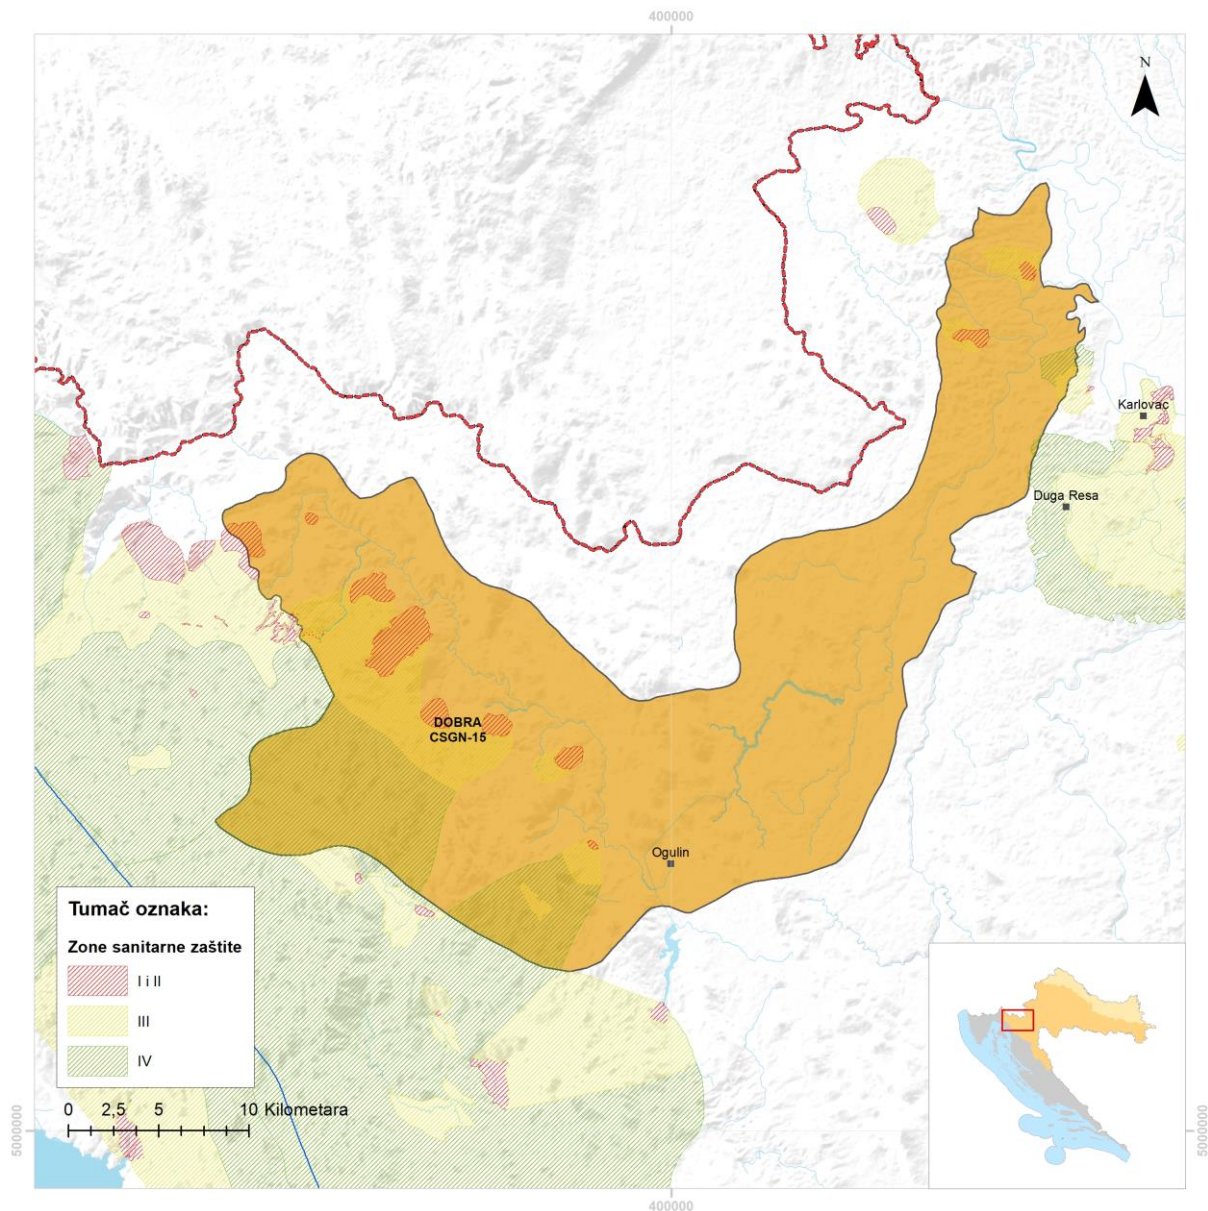 400000
N
Karlovac
Duga Resa
DOBRA
CSGN-15
Ogulin
Tumač oznaka:
Zone sanitarne zaštite
I i II
III
IV
0 2,5 5 10 Kilometara
5000000
5000000
400000